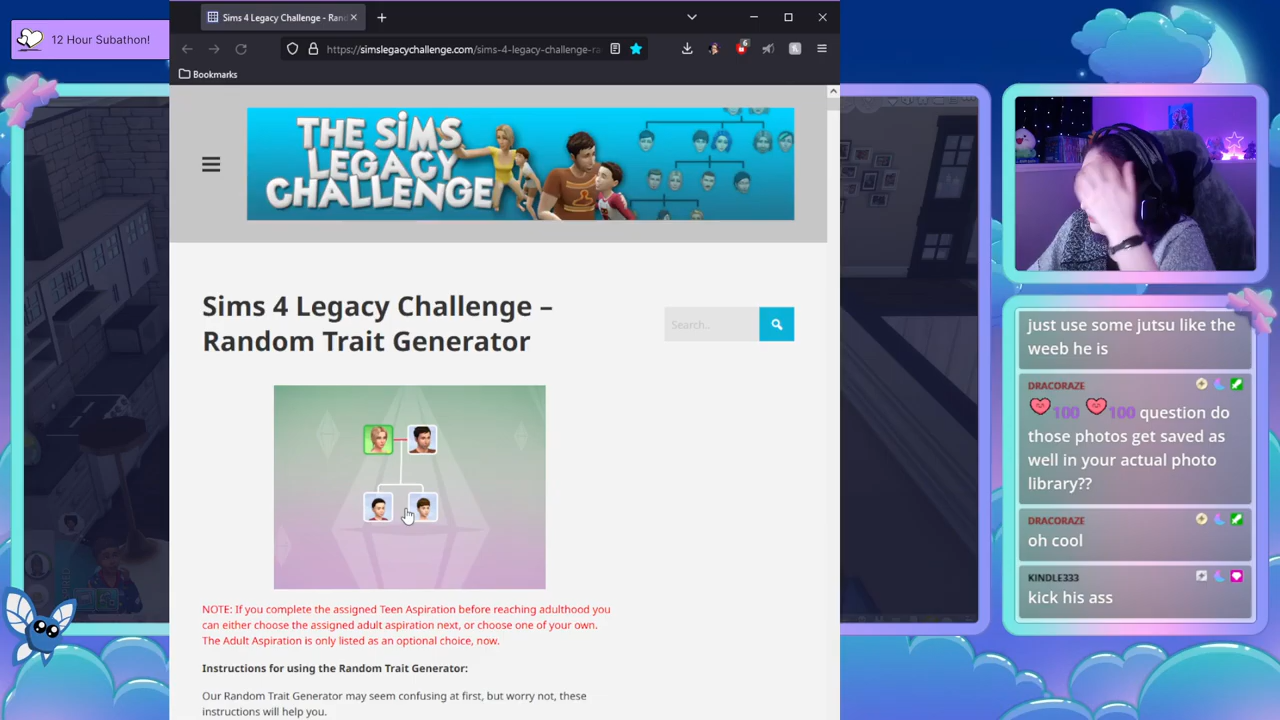 12 Hour Subathon!
Sims 4 Legacy Challenge - Rand
https://simslegacychallenge.com/sims-4-legacy-challenge-ra
6
Bookmarks
THE SIMS
LEGACY
CHALLENGE
Sims 4 Legacy Challenge –
Random Trait Generator
Search..
NOTE: If you complete the assigned Teen Aspiration before reaching adulthood you
can either choose the assigned adult aspiration next, or choose one of your own.
The Adult Aspiration is only listed as an optional choice, now.
Instructions for using the Random Trait Generator:
Our Random Trait Generator may seem confusing at first, but worry not, these
instructions will help you.
just use some jutsu like the
weeb he is
DRACORAZE
100 100 question do
those photos get saved as
well in your actual photo
library??
DRACORAZE
oh cool
KINDLE333
kick his ass